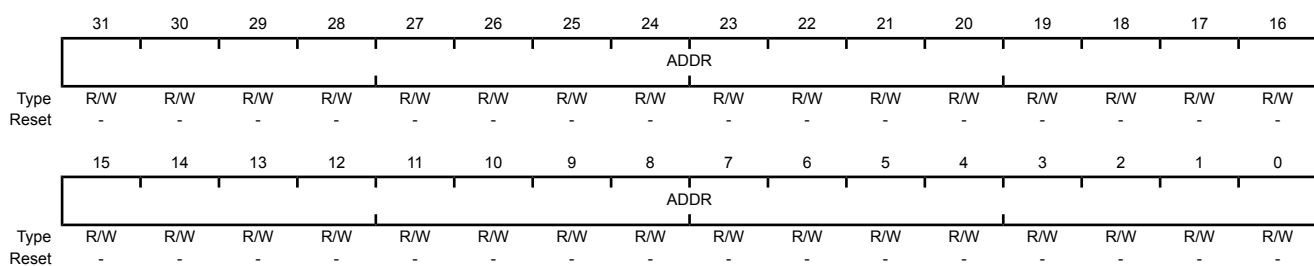 31 30 29 28 27 26 25 24 23 22 21 20 19 18 17 16
ADDR
Type R/W R/W R/W R/W R/W R/W R/W R/W R/W R/W R/W R/W R/W R/W R/W R/W
Reset - - - - - - - - - - - - - - - -
15 14 13 12 11 10 9 8 7 6 5 4 3 2 1 0
ADDR
Type R/W R/W R/W R/W R/W R/W R/W R/W R/W R/W R/W R/W R/W R/W R/W R/W
Reset - - - - - - - - - - - - - - - -